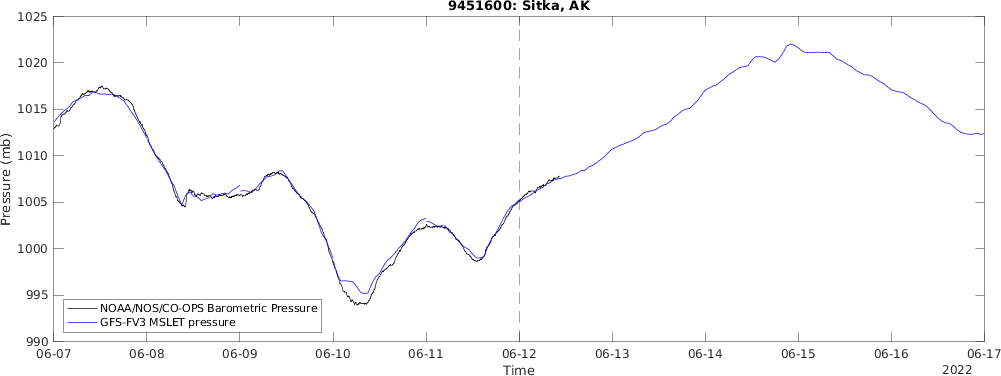 9451600: Sitka, AK
1025
1020
1015
1010
1005
1000
995
990
Pressure (mb)
NOAA/NOS/CO-OPS Barometric Pressure
GFS-FV3 MSLET pressure
06-07 06-08 06-09 06-10 06-11 06-12 06-13 06-14 06-15 06-16 06-17
Time
2022